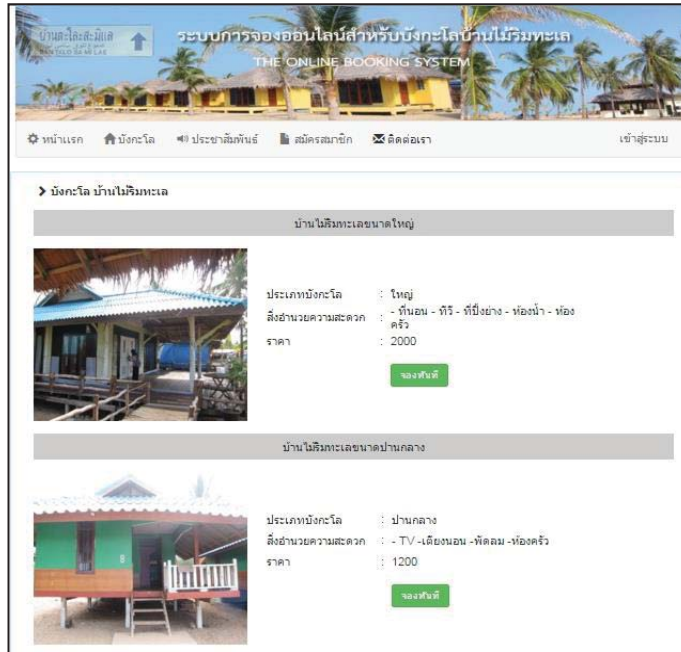 บ้านตะโละสะมิแล
ระบบการจองออนไลน์สำหรับบังกะโลบ้านไม้ริมทะเล
THE ONLINE BOOKING SYSTEM
หน้าแรก บังกะโล ประชาสัมพันธ์ สมัครสมาชิก ติดต่อเรา เข้าสู่ระบบ
บังกะโล บ้านไม้ริมทะเล
บ้านไม้ริมทะเลขนาดใหญ่
ประเภทบังกะโล : ใหญ่
สิ่งอำนวยความสะดวก : - ที่นอน - ทีวี - ที่ปิ้งย่าง - ห้องน้ำ - ห้องครัว
ราคา : 2000
จองทันที
บ้านไม้ริมทะเลขนาดปานกลาง
ประเภทบังกะโล : ปานกลาง
สิ่งอำนวยความสะดวก : - TV -เตียงนอน -พัดลม -ห้องครัว
ราคา : 1200
จองทันที